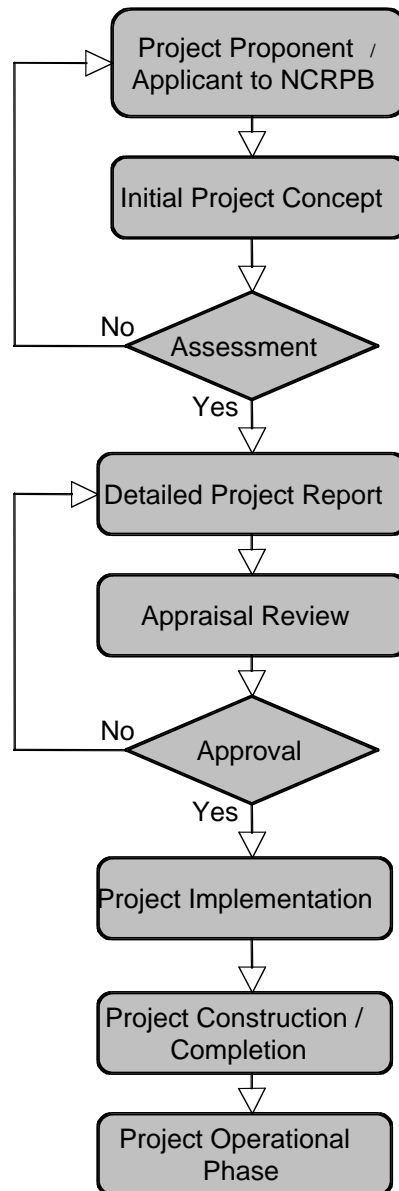 Project Proponent /
Applicant to NCRPB
Initial Project Concept
No
Assessment
Yes
Detailed Project Report
Appraisal Review
No
Approval
Yes
Project Implementation
Project Construction /
Completion
Project Operational
Phase